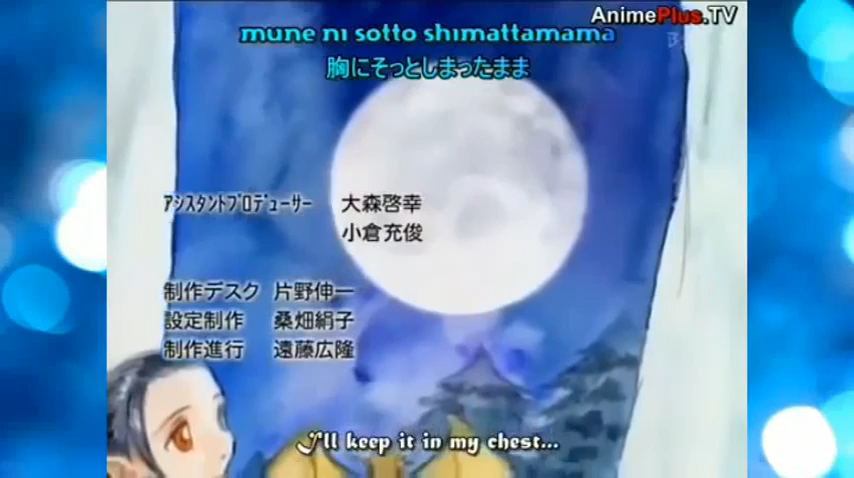 AnimePlus.TV
mune ni sotto shimattamama
胸にそっとしまったまま
ｱｼｽﾀﾝﾄﾌﾟﾛﾃﾞｭｰｻｰ 大森啓幸
小倉充俊
制作デスク 片野伸一
設定制作 桑畑絹子
制作進行 遠藤広隆
I'll keep it in my chest...